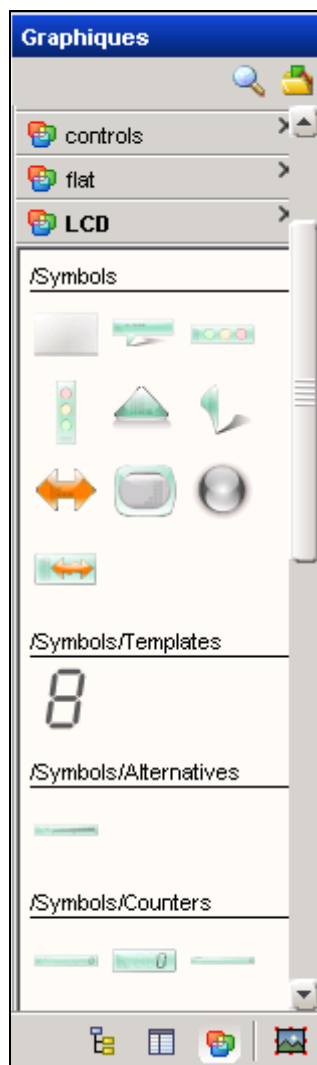 Graphiques
controls
flat
LCD
/Symbols
/Symbols/Templates
8
/Symbols/Alternatives
/Symbols/Counters
0